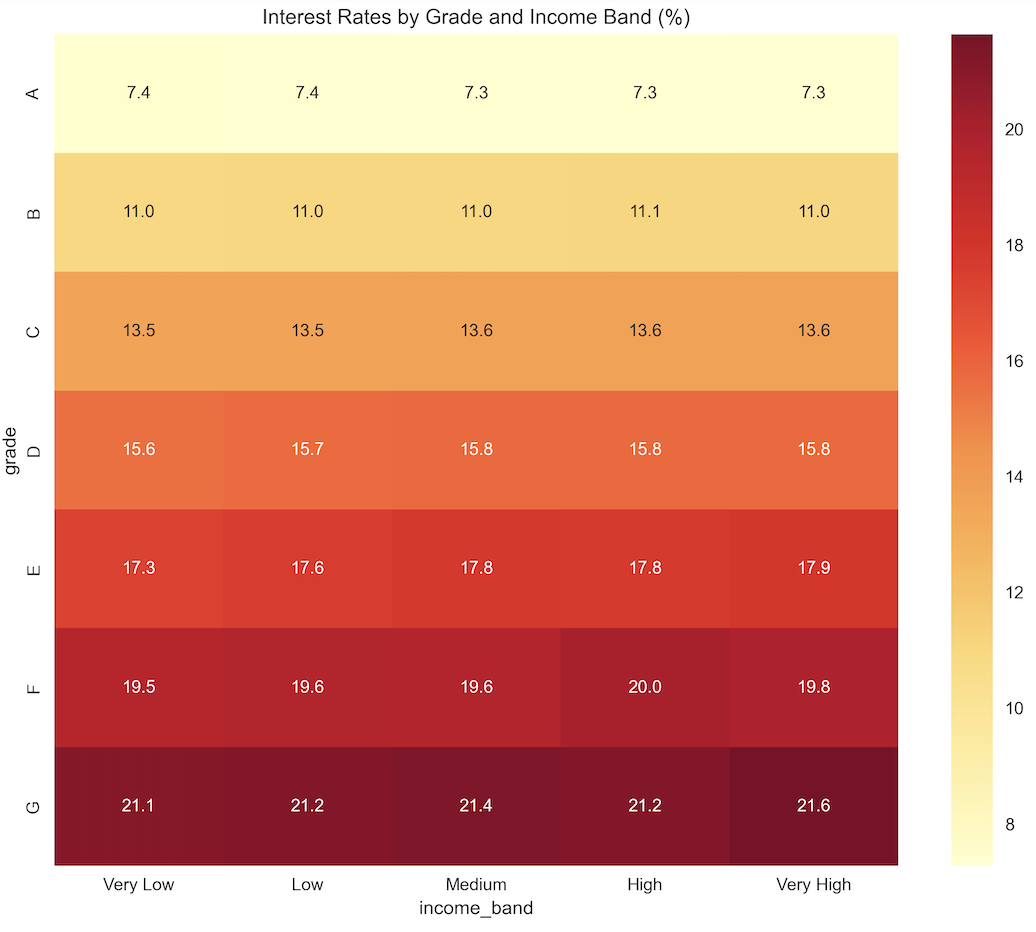 Interest Rates by Grade and Income Band (%)
A 7.4 7.4 7.3 7.3 7.3
B 11.0 11.0 11.0 11.1 11.0
C 13.5 13.5 13.6 13.6 13.6
D 15.6 15.7 15.8 15.8 15.8
E 17.3 17.6 17.8 17.8 17.9
F 19.5 19.6 19.6 20.0 19.8
G 21.1 21.2 21.4 21.2 21.6
grade
Very Low Low Medium High Very High
income_band
20
18
16
14
12
10
8